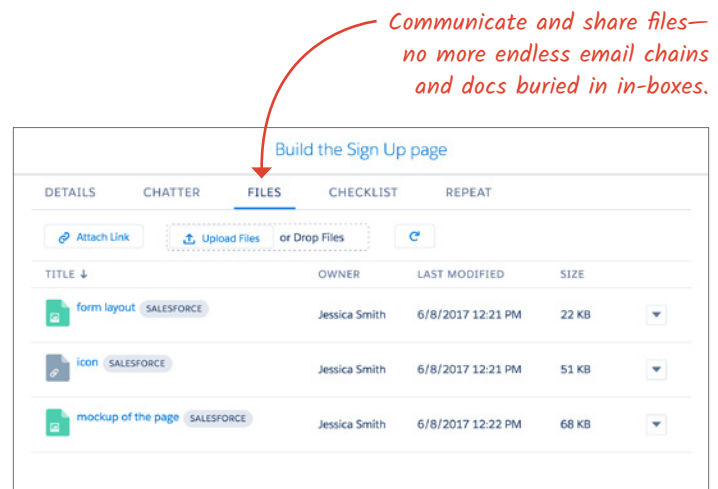 Communicate and share files—
no more endless email chains
and docs buried in in-boxes.
Build the Sign Up page
DETAILS CHATTER FILES CHECKLIST REPEAT
Attach Link Upload Files or Drop Files
TITLE OWNER LAST MODIFIED SIZE
form layout SALESFORCE Jessica Smith 6/8/2017 12:21 PM 22 KB
icon SALESFORCE Jessica Smith 6/8/2017 12:21 PM 51 KB
mockup of the page SALESFORCE Jessica Smith 6/8/2017 12:22 PM 68 KB